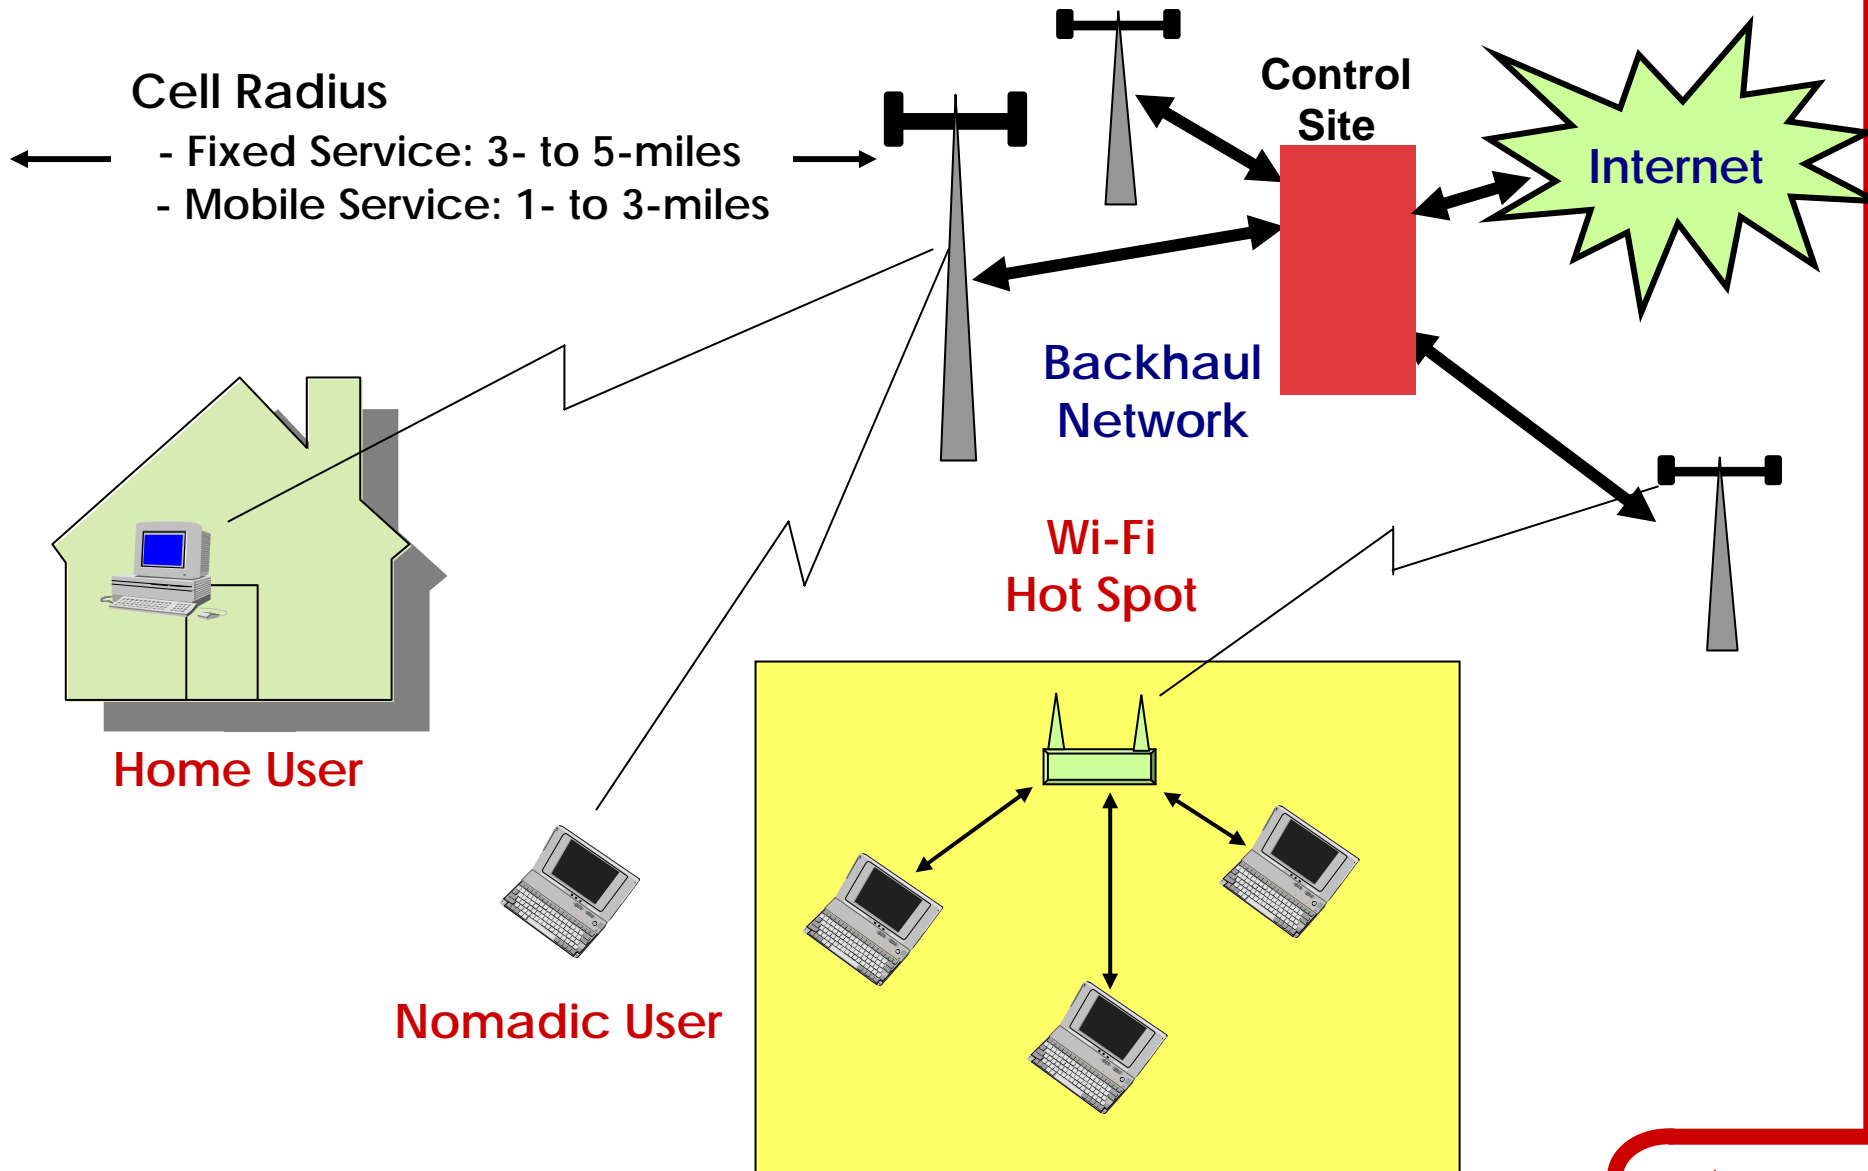 Cell Radius
- Fixed Service: 3- to 5-miles
- Mobile Service: 1- to 3-miles
Control
Site
Internet
Backhaul
Network
Wi-Fi
Hot Spot
Home User
Nomadic User